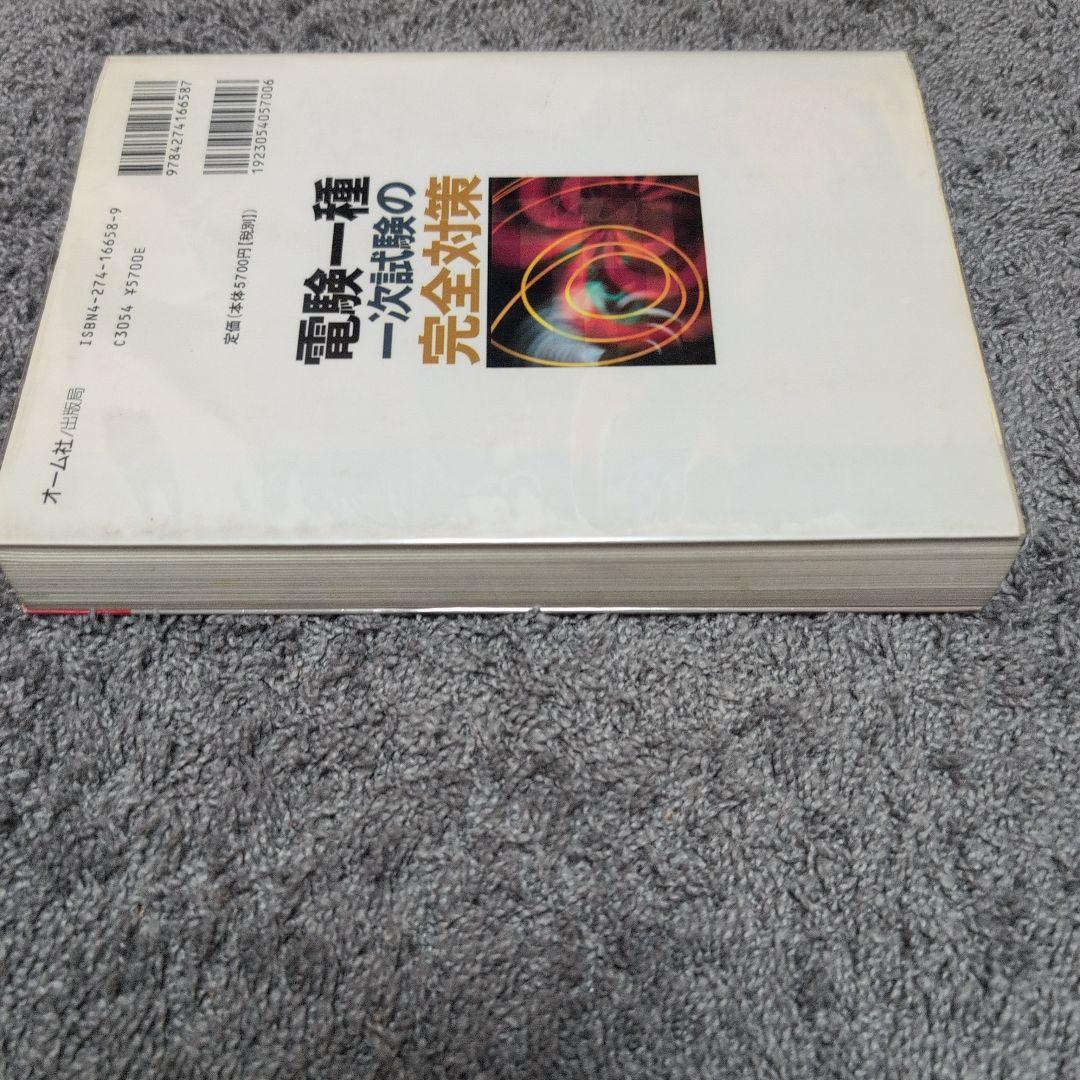 9784274166587
1923054057006
ISBN4-274-16658-9
C3054 ¥5700E
定価(本体5700円【税別】)
オーム社/出版局
電験一種
一次試験の
完全対策